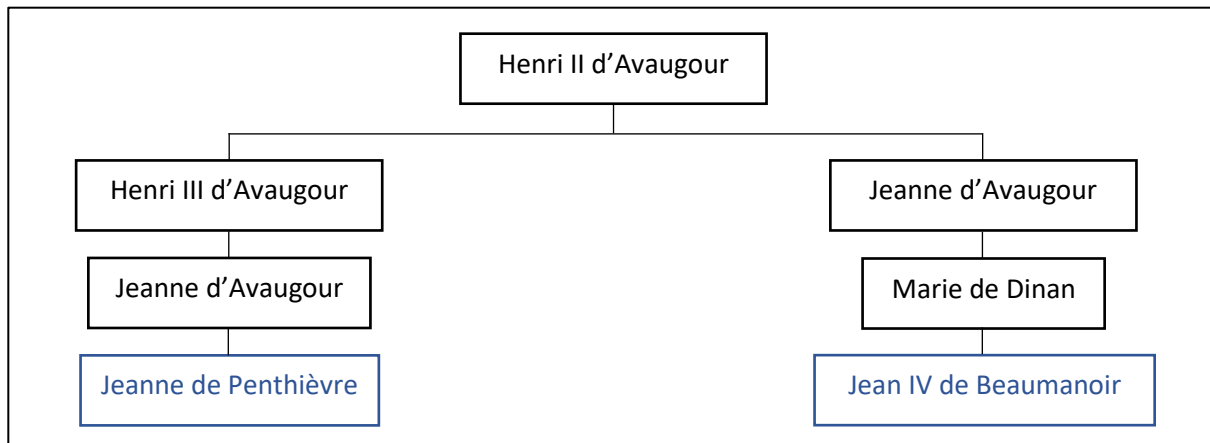 Henri II d’Avaugour
Henri III d’Avaugour
Jeanne d’Avaugour
Jeanne d’Avaugour
Marie de Dinan
Jeanne de Penthièvre
Jean IV de Beaumanoir